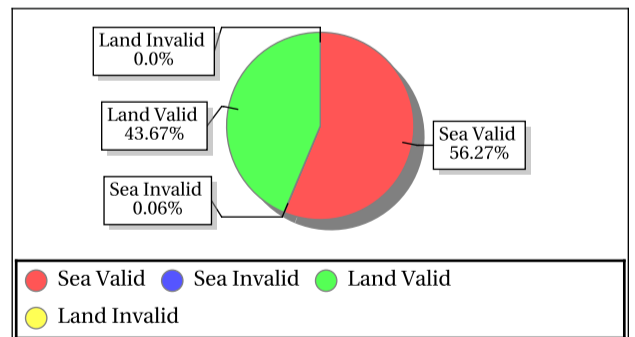 Land Invalid
0.0%
Land Valid
43.67%
Sea Valid
56.27%
Sea Invalid
0.06%
Sea Valid Sea Invalid Land Valid
Land Invalid